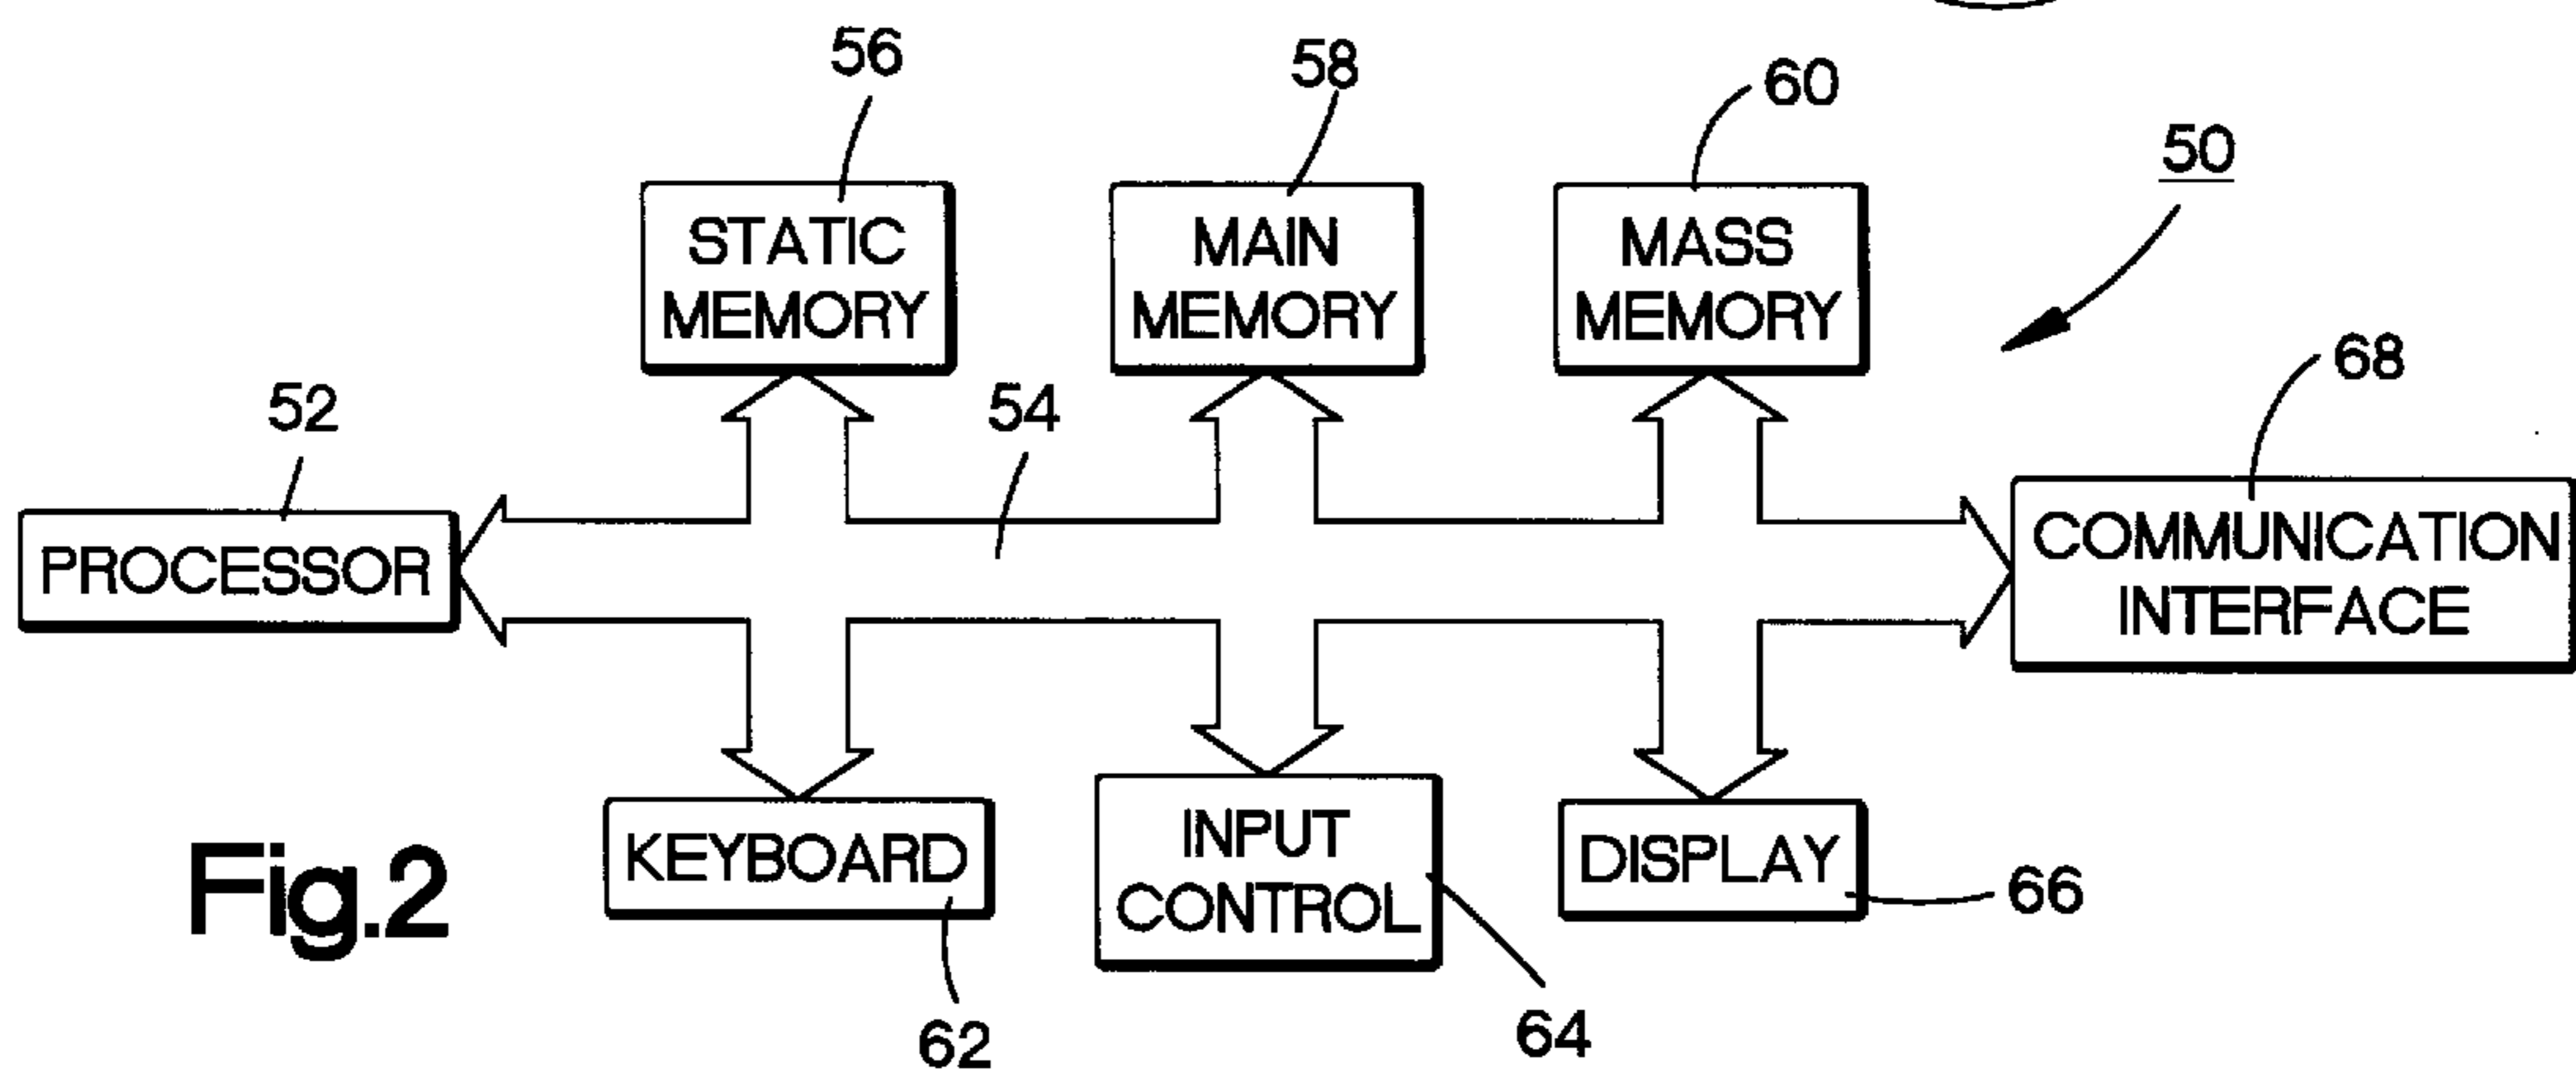 56
58
60
50
STATIC
MEMORY
MAIN
MEMORY
MASS
MEMORY
68
52
54
PROCESSOR
COMMUNICATION
INTERFACE
KEYBOARD
INPUT
CONTROL
DISPLAY
66
Fig.2
62
64